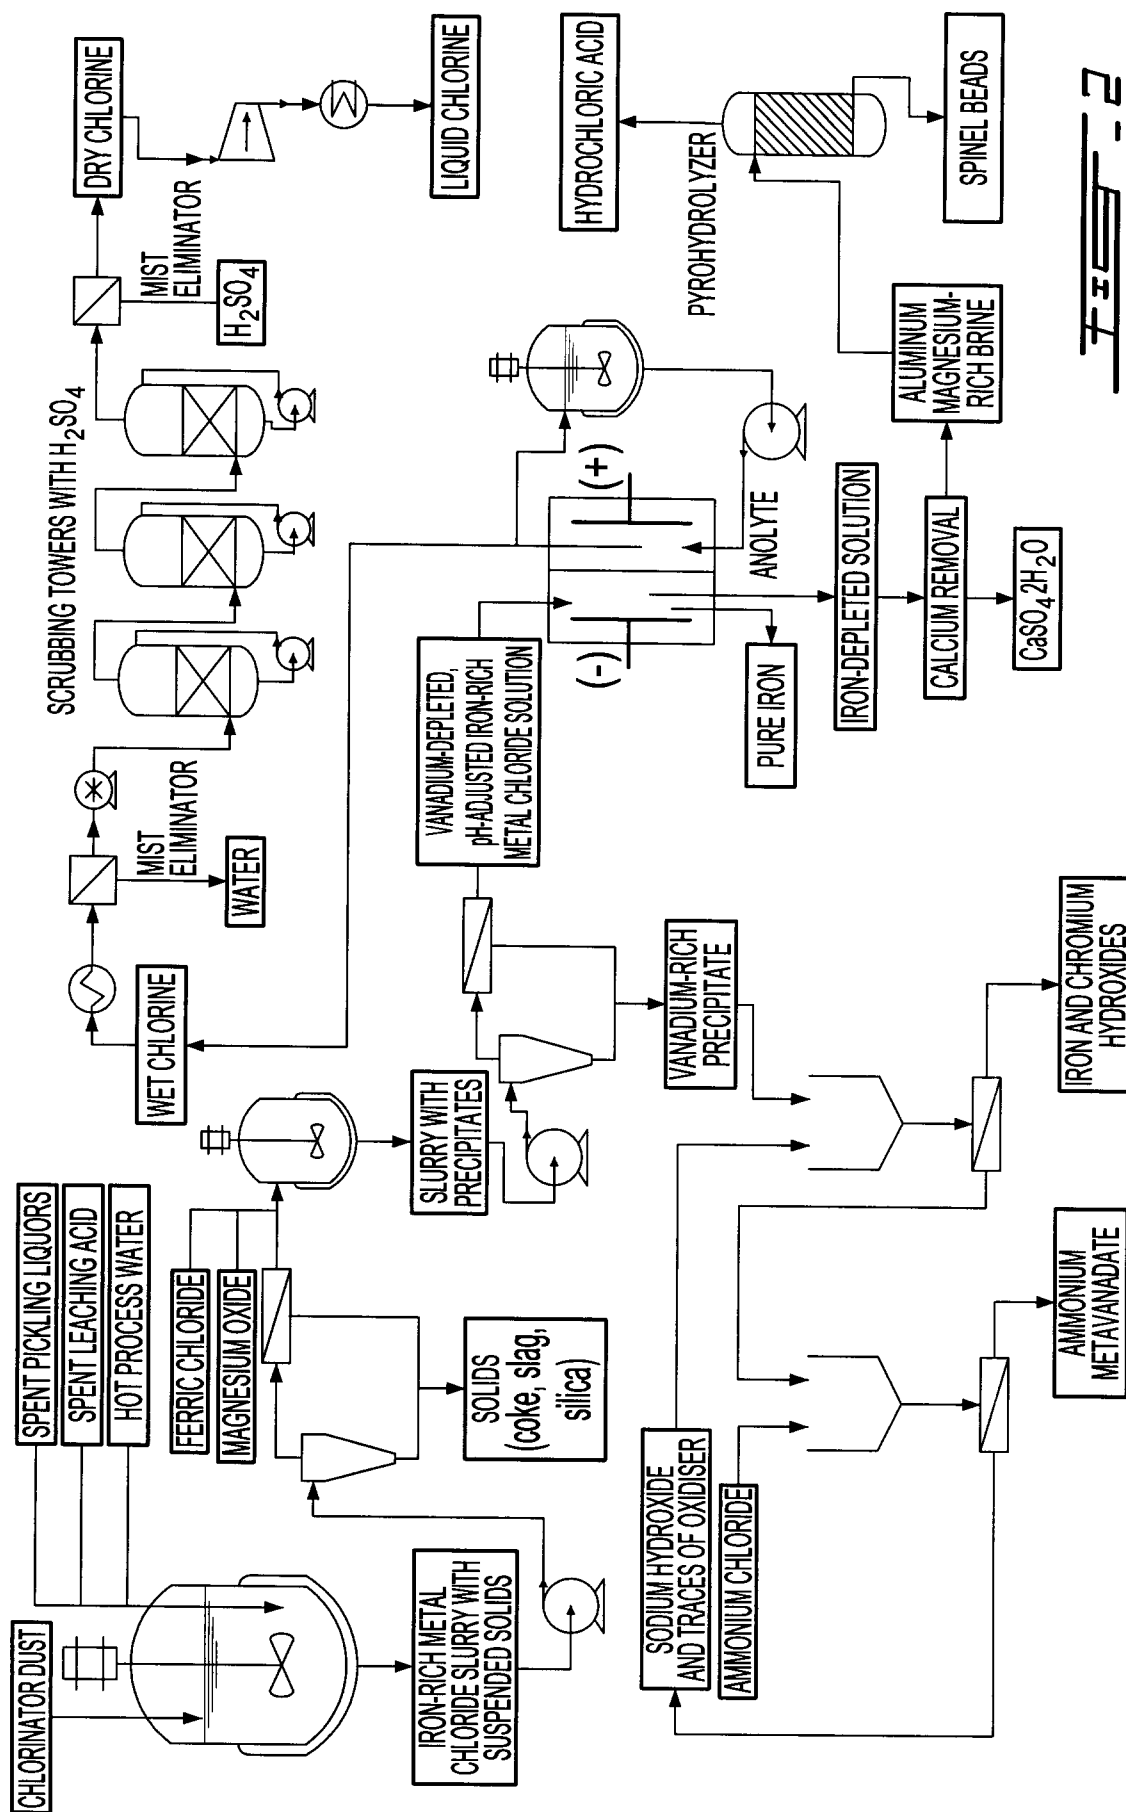 CHLORINATOR DUST
SPENT PICKLING LIQUORS
SPENT LEACHING ACID
HOT PROCESS WATER
IRON-RICH METAL
CHLORIDE SLURRY WITH
SUSPENDED SOLIDS
FERRIC CHLORIDE
MAGNESIUM OXIDE
SOLIDS
(coke, slag,
silica)
SLURRY WITH
PRECIPITATES
WET CHLORINE
MIST
ELIMINATOR
WATER
SCRUBBING TOWERS WITH H₂SO₄
MIST
ELIMINATOR
H₂SO₄
DRY CHLORINE
LIQUID CHLORINE
VANADIUM-DEPLETED,
pH-ADJUSTED IRON-RICH
METAL CHLORIDE SOLUTION
(-)
(+)
ANOLYTE
PURE IRON
IRON-DEPLETED SOLUTION
CALCIUM REMOVAL
CaSO₄2H₂O
ALUMINUM
MAGNESIUM-
RICH BRINE
PYROHYDROLYZER
HYDROCHLORIC ACID
SPINEL BEADS
VANADIUM-RICH
PRECIPITATE
SODIUM HYDROXIDE
AND TRACES OF OXIDISER
AMMONIUM CHLORIDE
IRON AND CHROMIUM
HYDROXIDES
AMMONIUM
METAVANADATE
FIG. 2